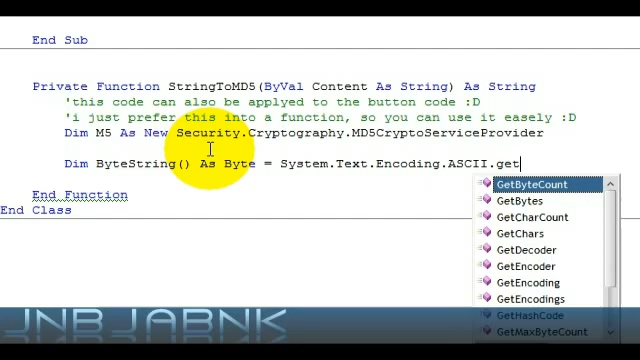 End Sub
Private Function StringToMD5(ByVal Content As String) As String
'this code can also be applyed to the button code :D
'i just prefer this into a function, so you can use it easely :D
Dim M5 As New Security.Cryptography.MD5CryptoServiceProvider
Dim ByteString() As Byte = System.Text.Encoding.ASCII.get
GetByteCount
GetBytes
GetCharCount
GetChars
GetDecoder
GetEncoder
GetEncoding
GetEncodings
GetHashCode
GetMaxByteCount
End Function
End Class
JNB JABNK